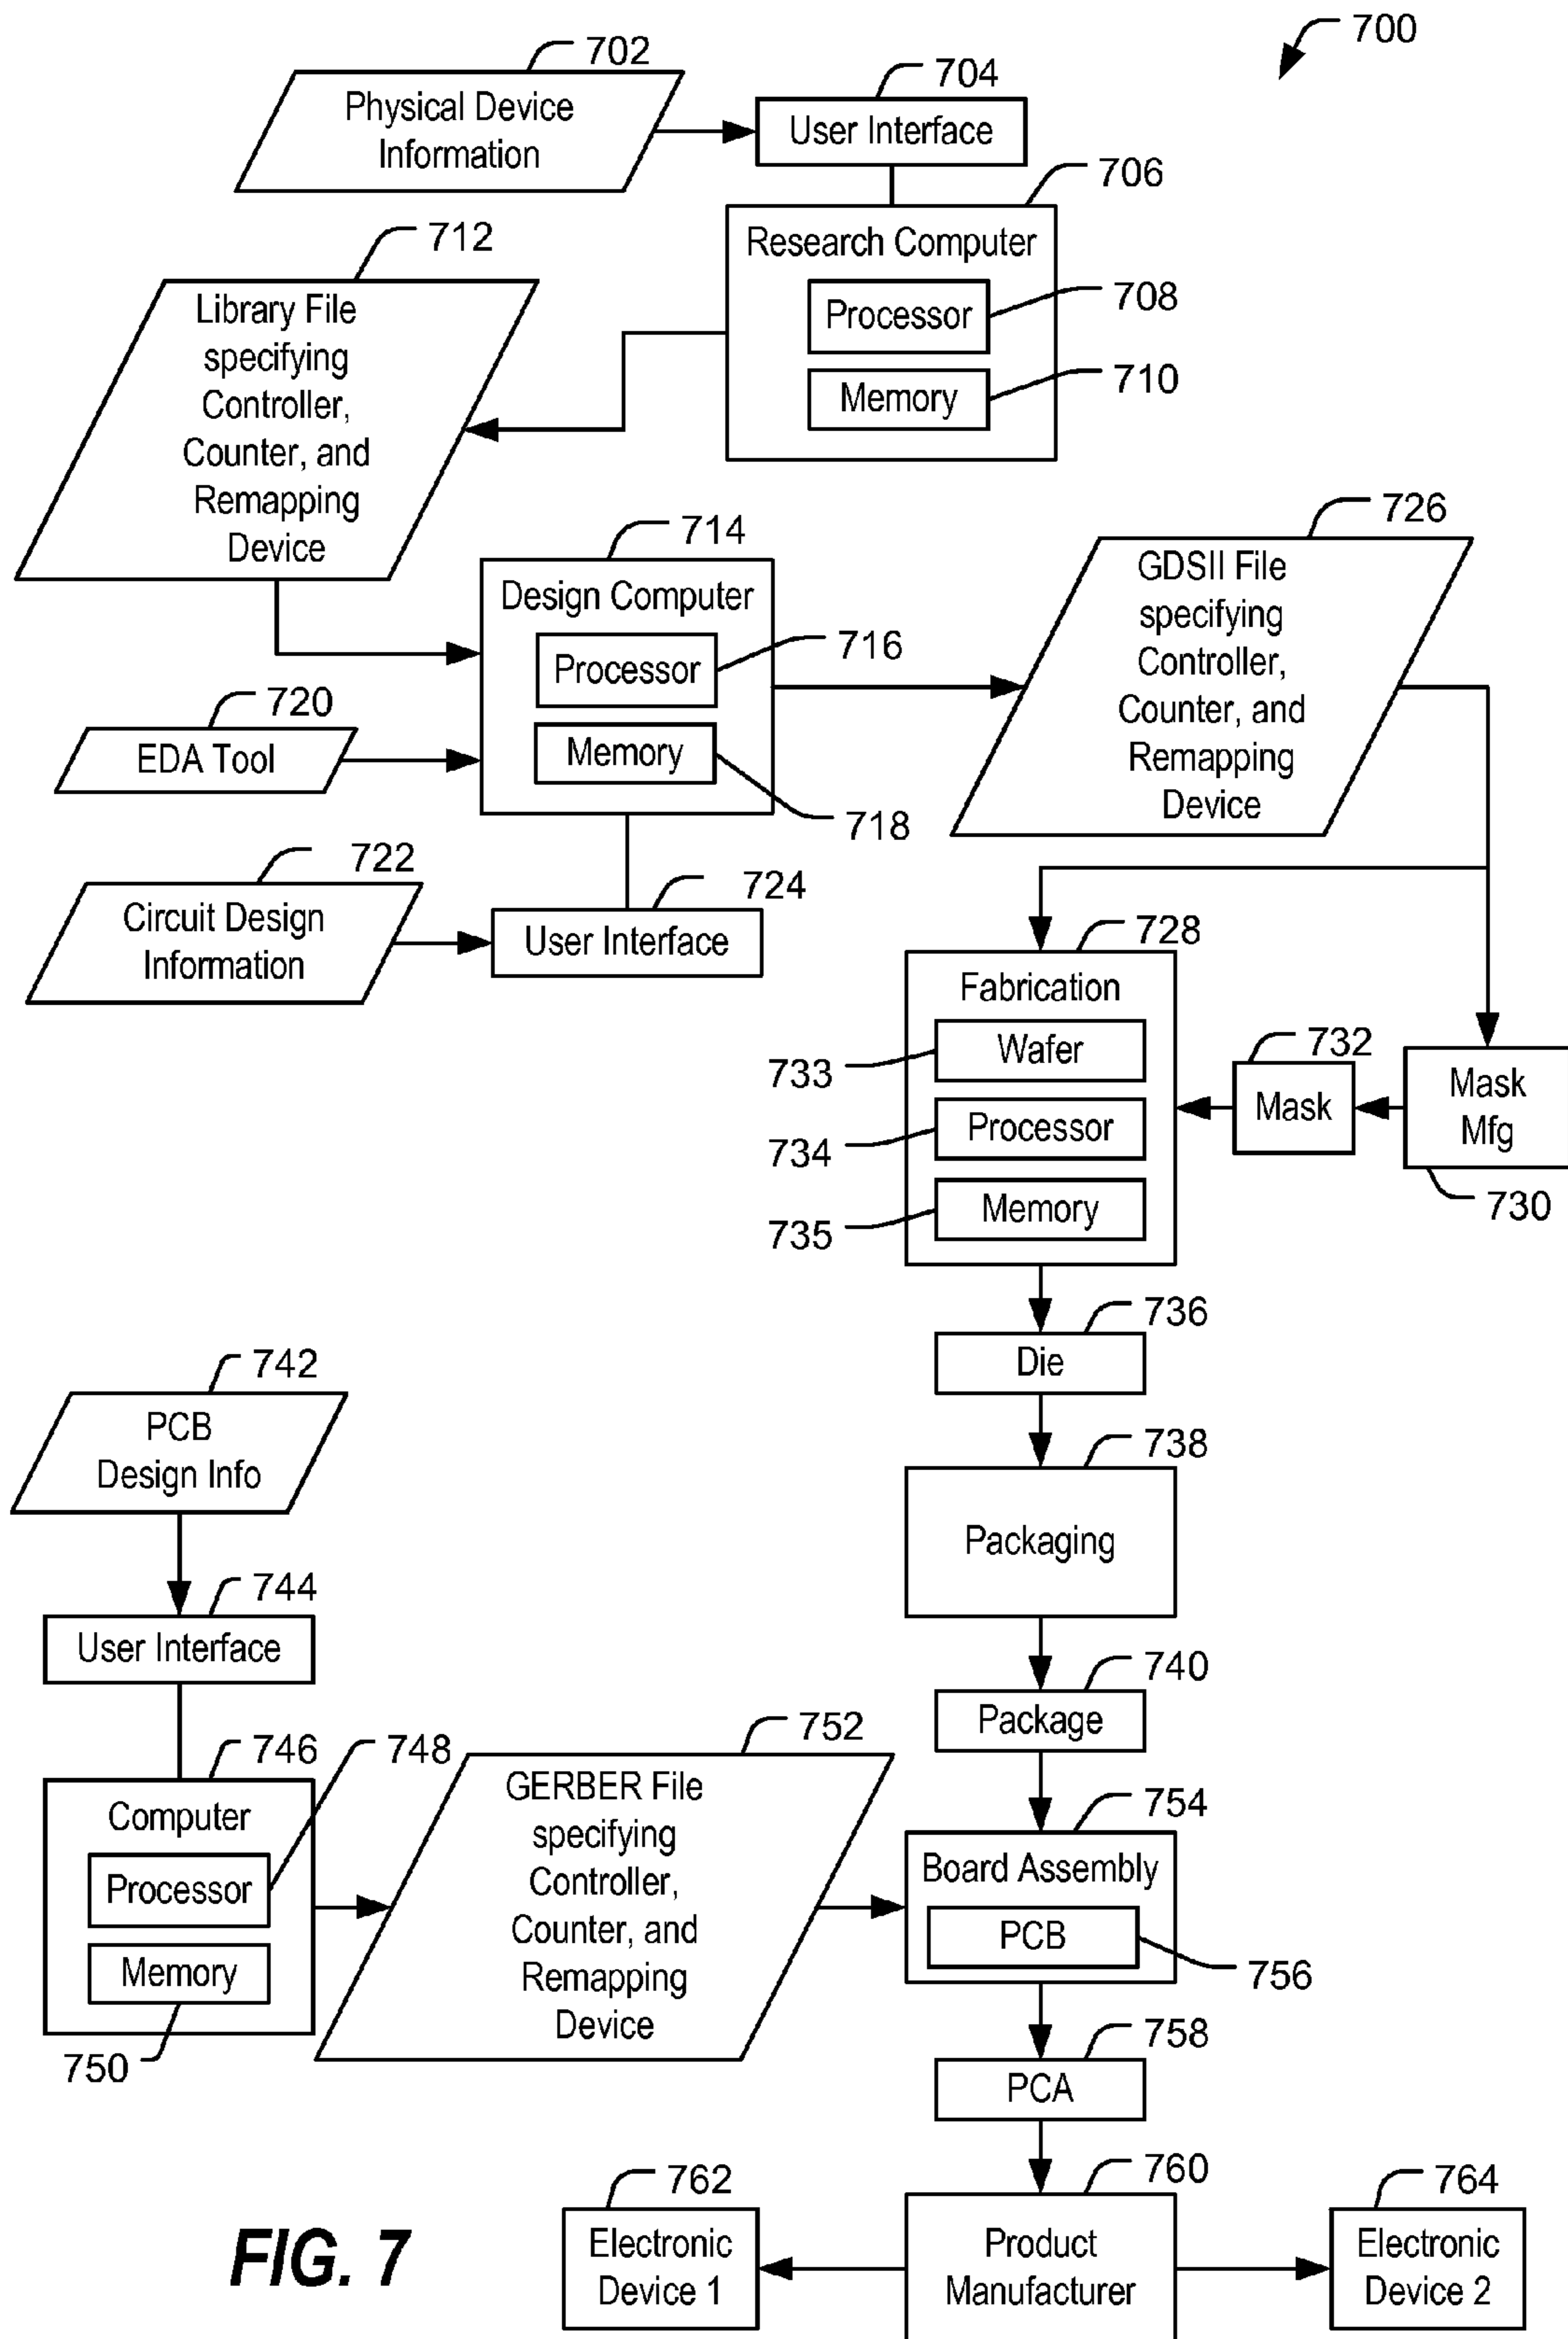 700
702
Physical Device
Information
704
User Interface
706
Research Computer
Processor
708
Memory
710
712
Library File
specifying
Controller,
Counter, and
Remapping
Device
714
Design Computer
Processor
716
Memory
718
720
EDA Tool
722
Circuit Design
Information
724
User Interface
726
GDSII File
specifying
Controller,
Counter, and
Remapping
Device
728
Fabrication
Wafer
733
Processor
734
Memory
735
732
Mask
Mask
Mfg
730
736
Die
738
Packaging
740
Package
742
PCB
Design Info
744
User Interface
746
Computer
Processor
748
Memory
750
752
GERBER File
specifying
Controller,
Counter, and
Remapping
Device
754
Board Assembly
PCB
756
758
PCA
760
Product
Manufacturer
762
Electronic
Device 1
764
Electronic
Device 2
FIG. 7